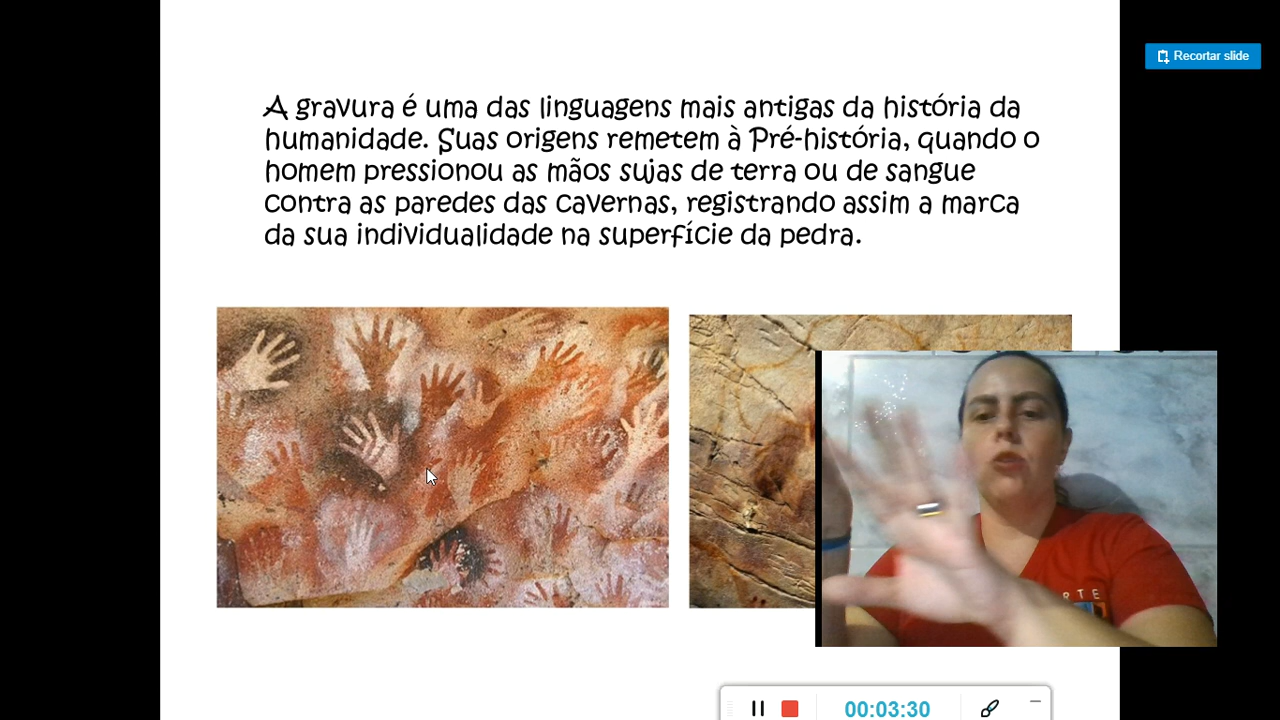 Recortar slide
A gravura é uma das linguagens mais antigas da história da
humanidade. Suas origens remetem à Pré-história, quando o
homem pressionou as mãos sujas de terra ou de sangue
contra as paredes das cavernas, registrando assim a marca
da sua individualidade na superfície da pedra.
RTE
00:03:30